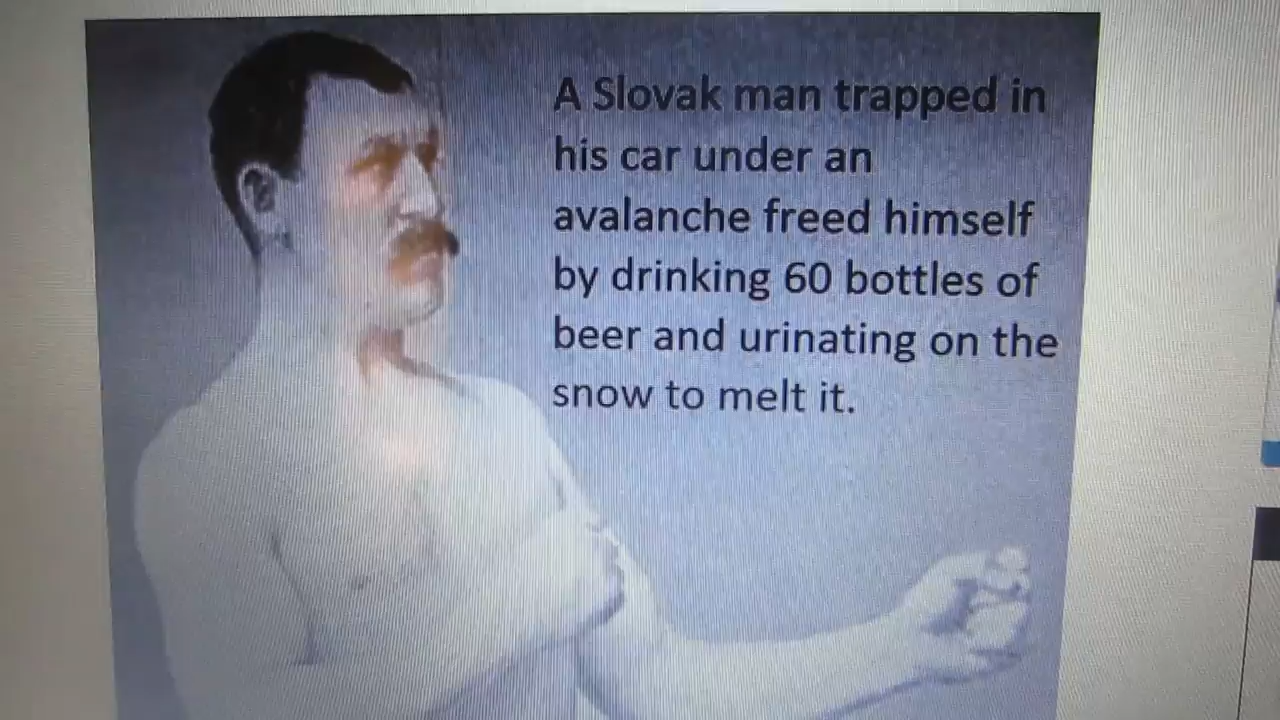 A Slovak man trapped in
his car under an
avalanche freed himself
by drinking 60 bottles of
beer and urinating on the
snow to melt it.